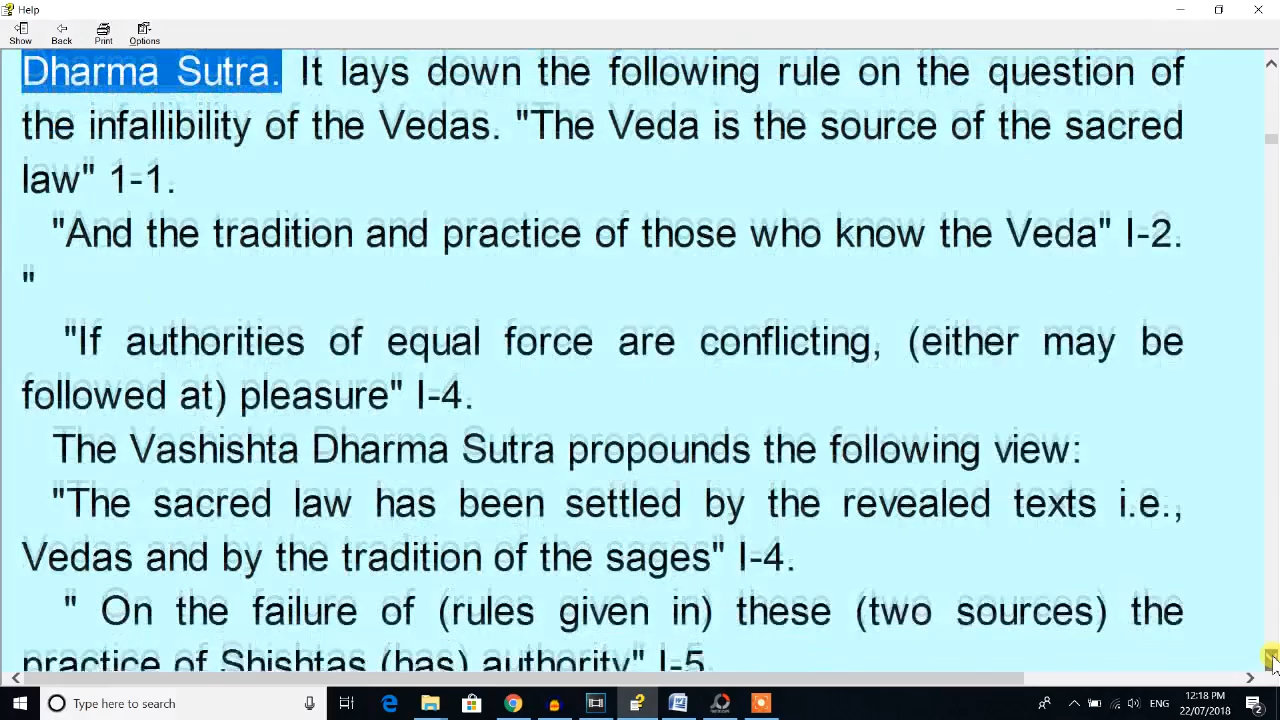 Help
Show Back Print Options
Dharma Sutra. It lays down the following rule on the question of
the infallibility of the Vedas. "The Veda is the source of the sacred
law" 1-1.
"And the tradition and practice of those who know the Veda" I-2.
"
"If authorities of equal force are conflicting, (either may be
followed at) pleasure" I-4.
The Vashishta Dharma Sutra propounds the following view:
"The sacred law has been settled by the revealed texts i.e.,
Vedas and by the tradition of the sages" I-4.
" On the failure of (rules given in) these (two sources) the
practice of Shishtas (has) authority" I-5.
Type here to search
ENG
12:18 PM
22/07/2018
2